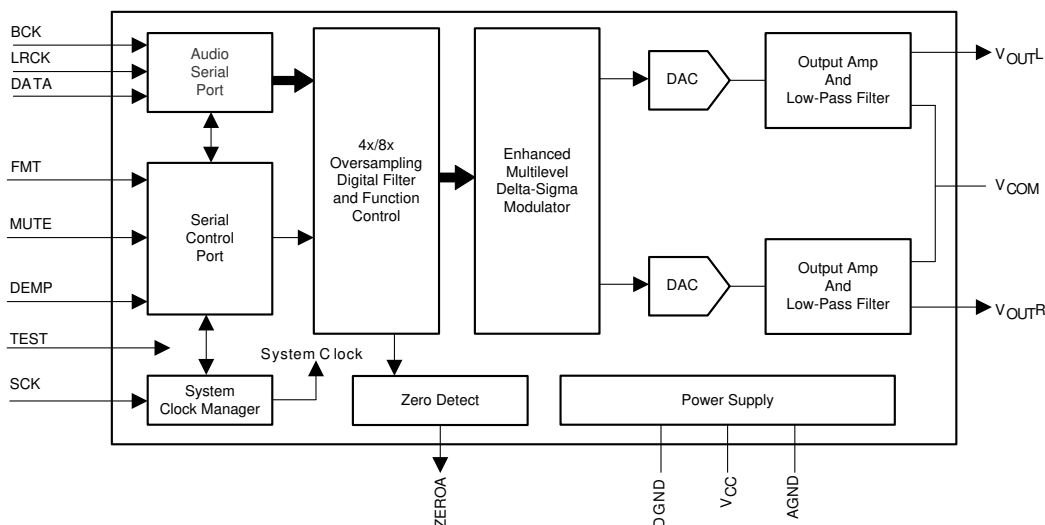 BCK
LRCK
DATA
Audio
Serial
Port
FMT
MUTE
DEMP
Serial
Control
Port
TEST
SCK
System
Clock Manager
System Clock
4x/8x
Oversampling
Digital Filter
and Function
Control
Enhanced
Multilevel
Delta-Sigma
Modulator
DAC
Output Amp
And
Low-Pass Filter
VOUTL
VCOM
DAC
Output Amp
And
Low-Pass Filter
VOUTR
Zero Detect
Power Supply
ZEROA
DGND
VCC
AGND